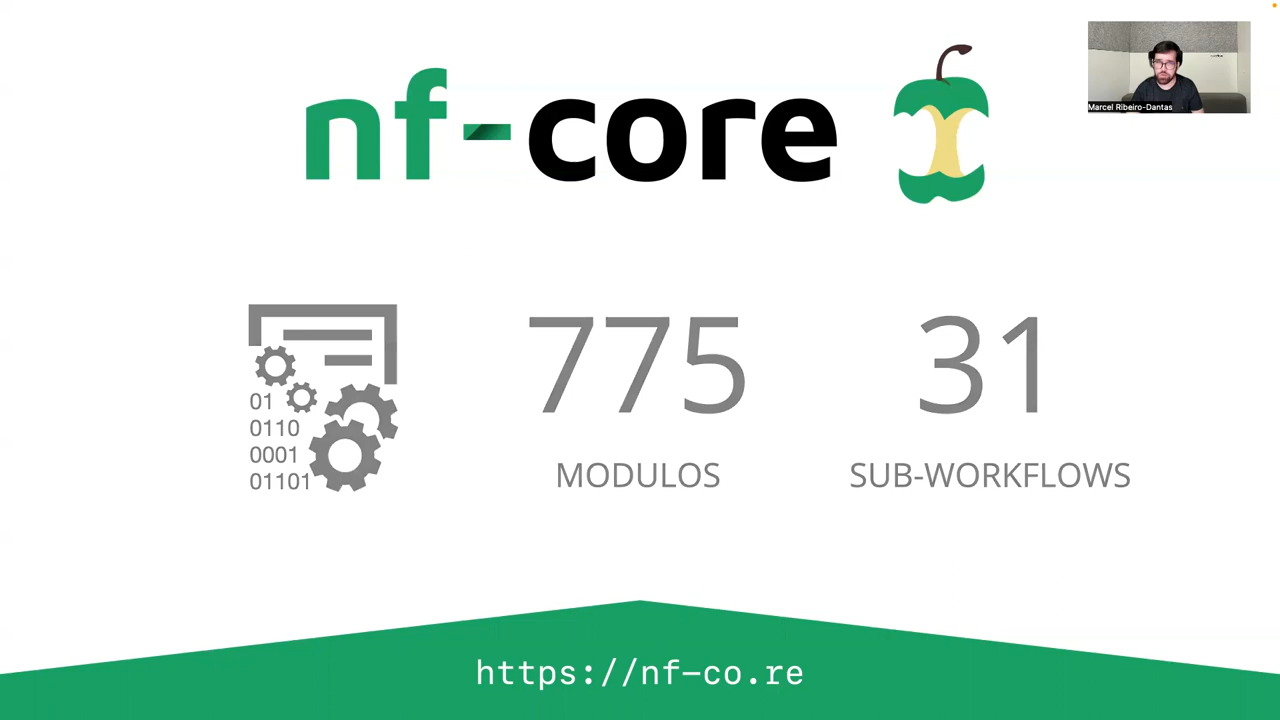 nf-core
Marcel Ribeiro-Dantas
775
31
MODULOS
SUB-WORKFLOWS
01
0110
0001
01101
https://nf-co.re